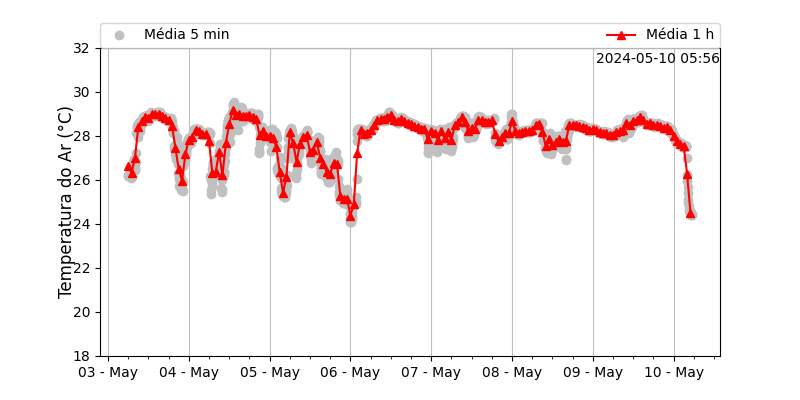 Média 5 min
Média 1 h
2024-05-10 05:56
Temperatura do Ar (°C)
32
30
28
26
24
22
20
18
03 - May
04 - May
05 - May
06 - May
07 - May
08 - May
09 - May
10 - May